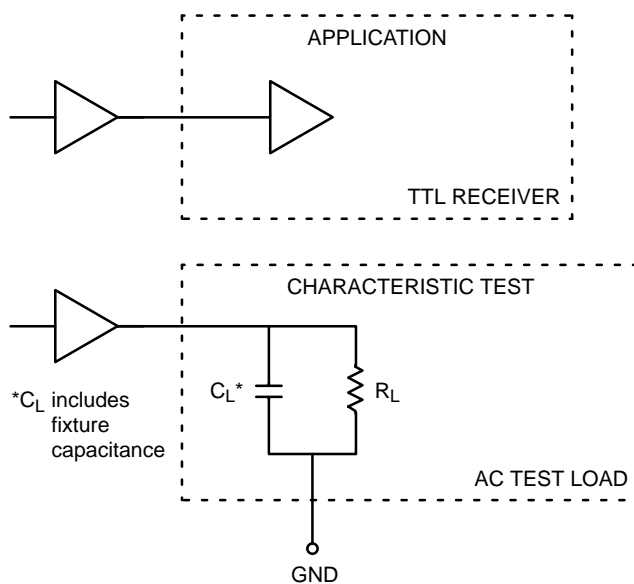 APPLICATION
TTL RECEIVER
CHARACTERISTIC TEST
*CL includes
fixture
capacitance
CL*
RL
AC TEST LOAD
GND